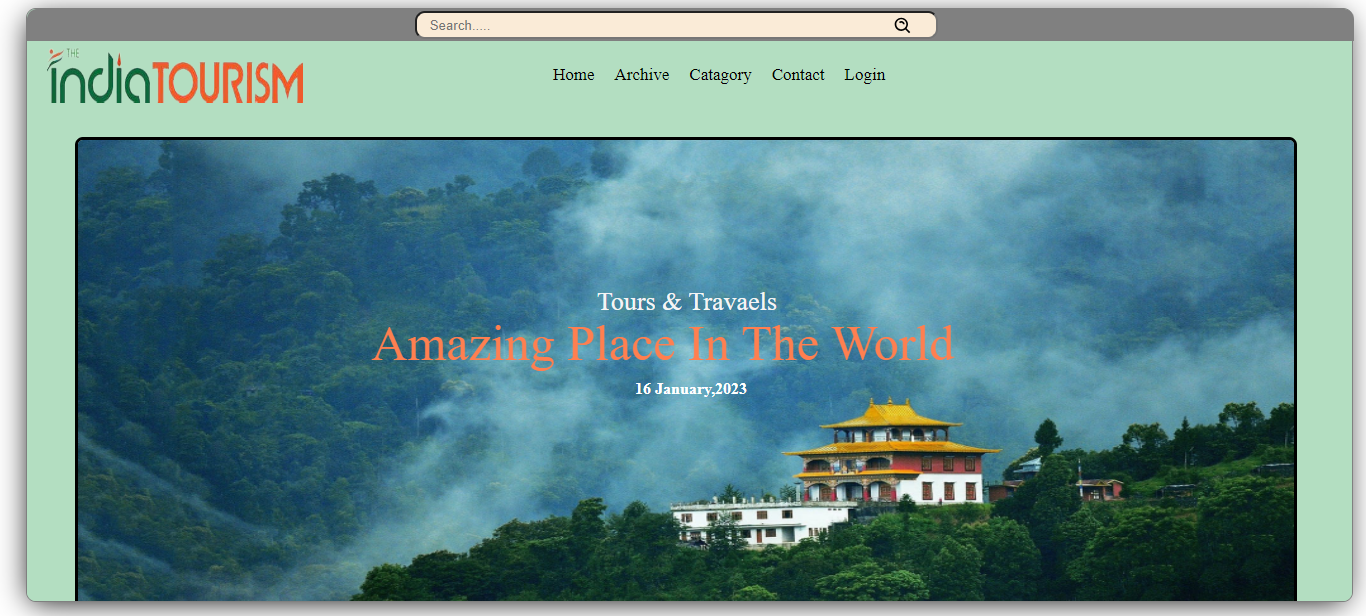 Search.....
THE
indiaTOURISM
Home Archive Catagory Contact Login
Tours & Travaels
Amazing Place In The World
16 January,2023